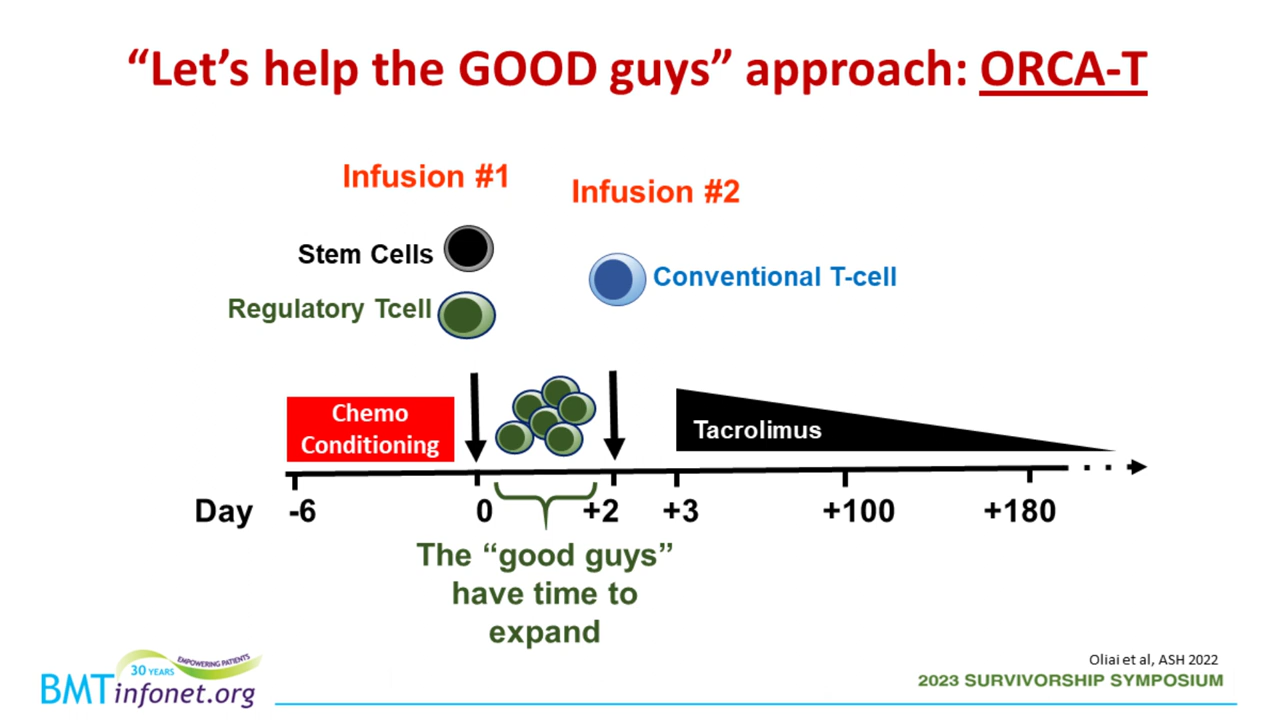 “Let’s help the GOOD guys” approach: ORCA-T
Infusion #1
Infusion #2
Stem Cells
Regulatory Tcell
Conventional T-cell
Chemo
Conditioning
Tacrolimus
Day -6 0 +2 +3 +100 +180
The “good guys”
have time to
expand
30 YEARS
EMPOWERING PATIENTS
BMTinfonet.org
Oliai et al, ASH 2022
2023 SURVIVORSHIP SYMPOSIUM